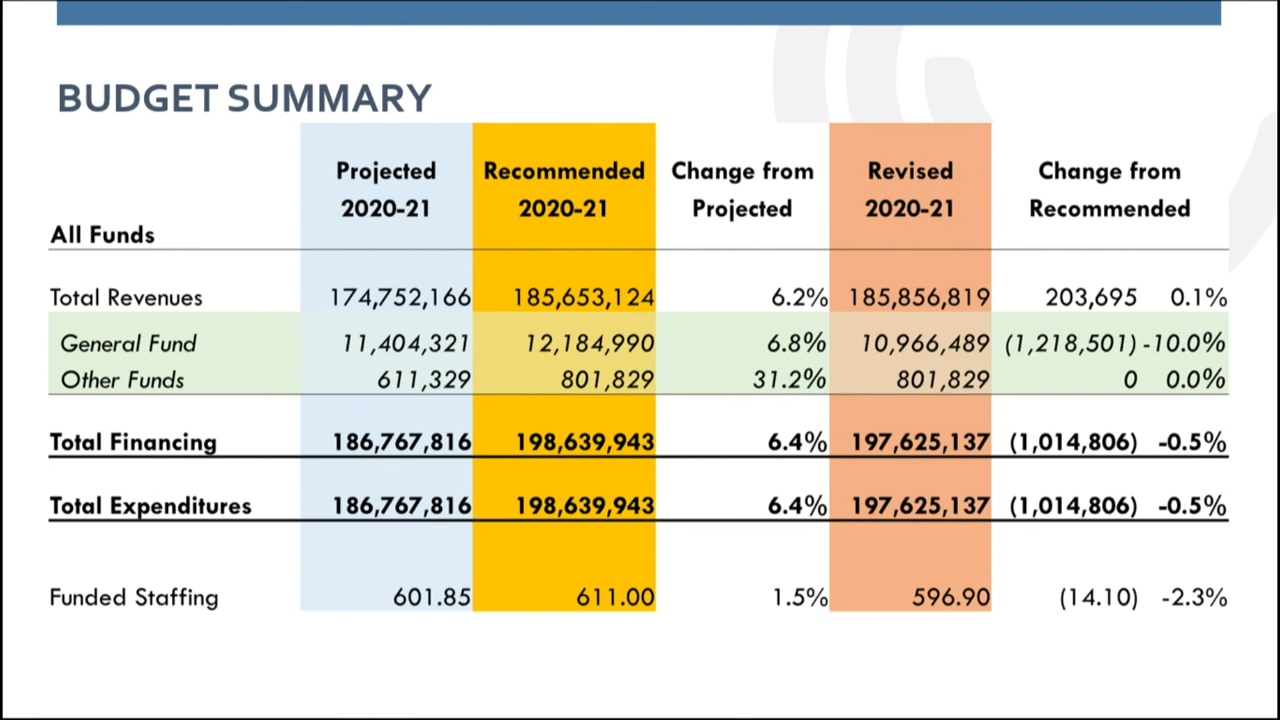 BUDGET SUMMARY
Projected Recommended Change from Revised Change from
2020-21 2020-21 Projected 2020-21 Recommended
All Funds
Total Revenues 174,752,166 185,653,124 6.2% 185,856,819 203,695 0.1%
General Fund 11,404,321 12,184,990 6.8% 10,966,489 (1,218,501) -10.0%
Other Funds 611,329 801,829 31.2% 801,829 0 0.0%
Total Financing 186,767,816 198,639,943 6.4% 197,625,137 (1,014,806) -0.5%
Total Expenditures 186,767,816 198,639,943 6.4% 197,625,137 (1,014,806) -0.5%
Funded Staffing 601.85 611.00 1.5% 596.90 (14.10) -2.3%